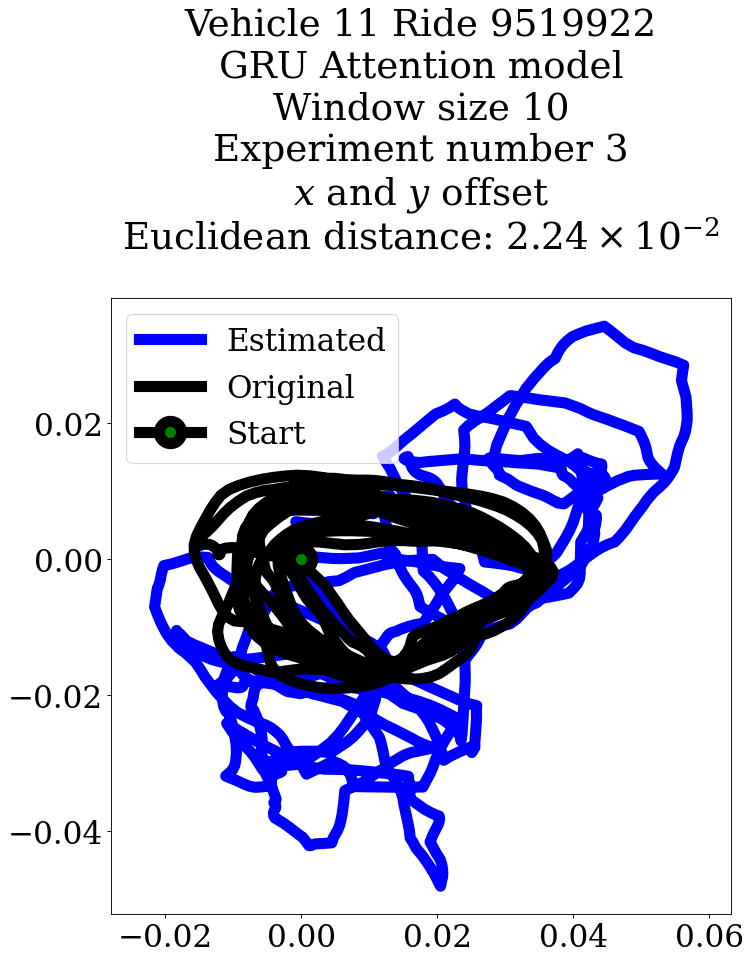 Vehicle 11 Ride 9519922
GRU Attention model
Window size 10
Experiment number 3
x and y offset
Euclidean distance: 2.24 × 10⁻²
Estimated
Original
Start
0.02
0.00
−0.02
−0.04
−0.02 0.00 0.02 0.04 0.06